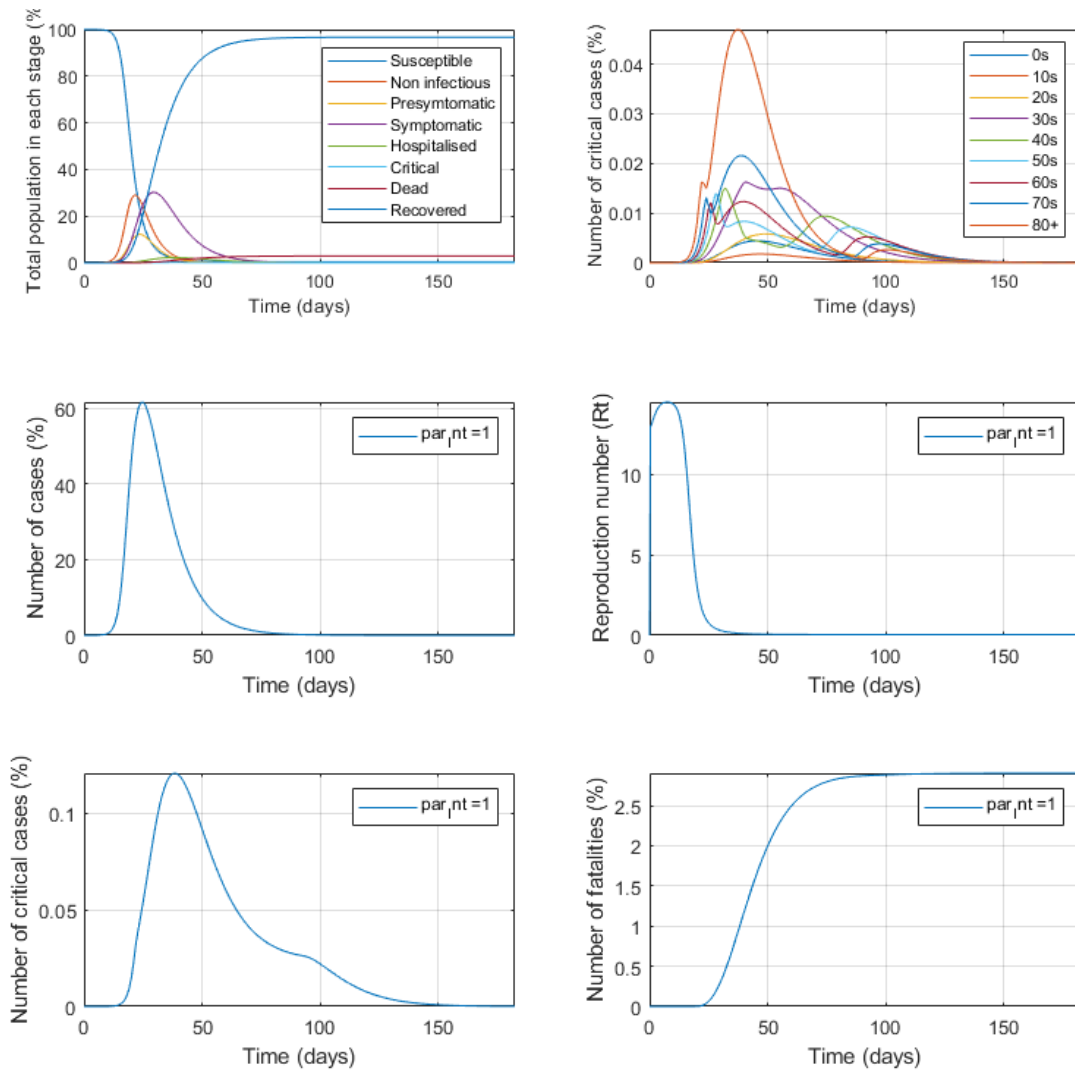 Total population in each stage (%
100
80
60
40
20
0
0
50
100
150
Time (days)
Susceptible
Non infectious
Presymtomatic
Symptomatic
Hospitalised
Critical
Dead
Recovered
Number of critical cases (%)
0.04
0.03
0.02
0.01
0
0
50
100
150
Time (days)
0s
10s
20s
30s
40s
50s
60s
70s
80+
Number of cases (%)
60
40
20
0
0
50
100
150
Time (days)
par_Int =1
Reproduction number (Rt)
10
5
0
0
50
100
150
Time (days)
par_Int =1
Number of critical cases (%)
0.1
0.05
0
0
50
100
150
Time (days)
par_Int =1
Number of fatalities (%)
2.5
2
1.5
1
0.5
0
0
50
100
150
Time (days)
par_Int =1